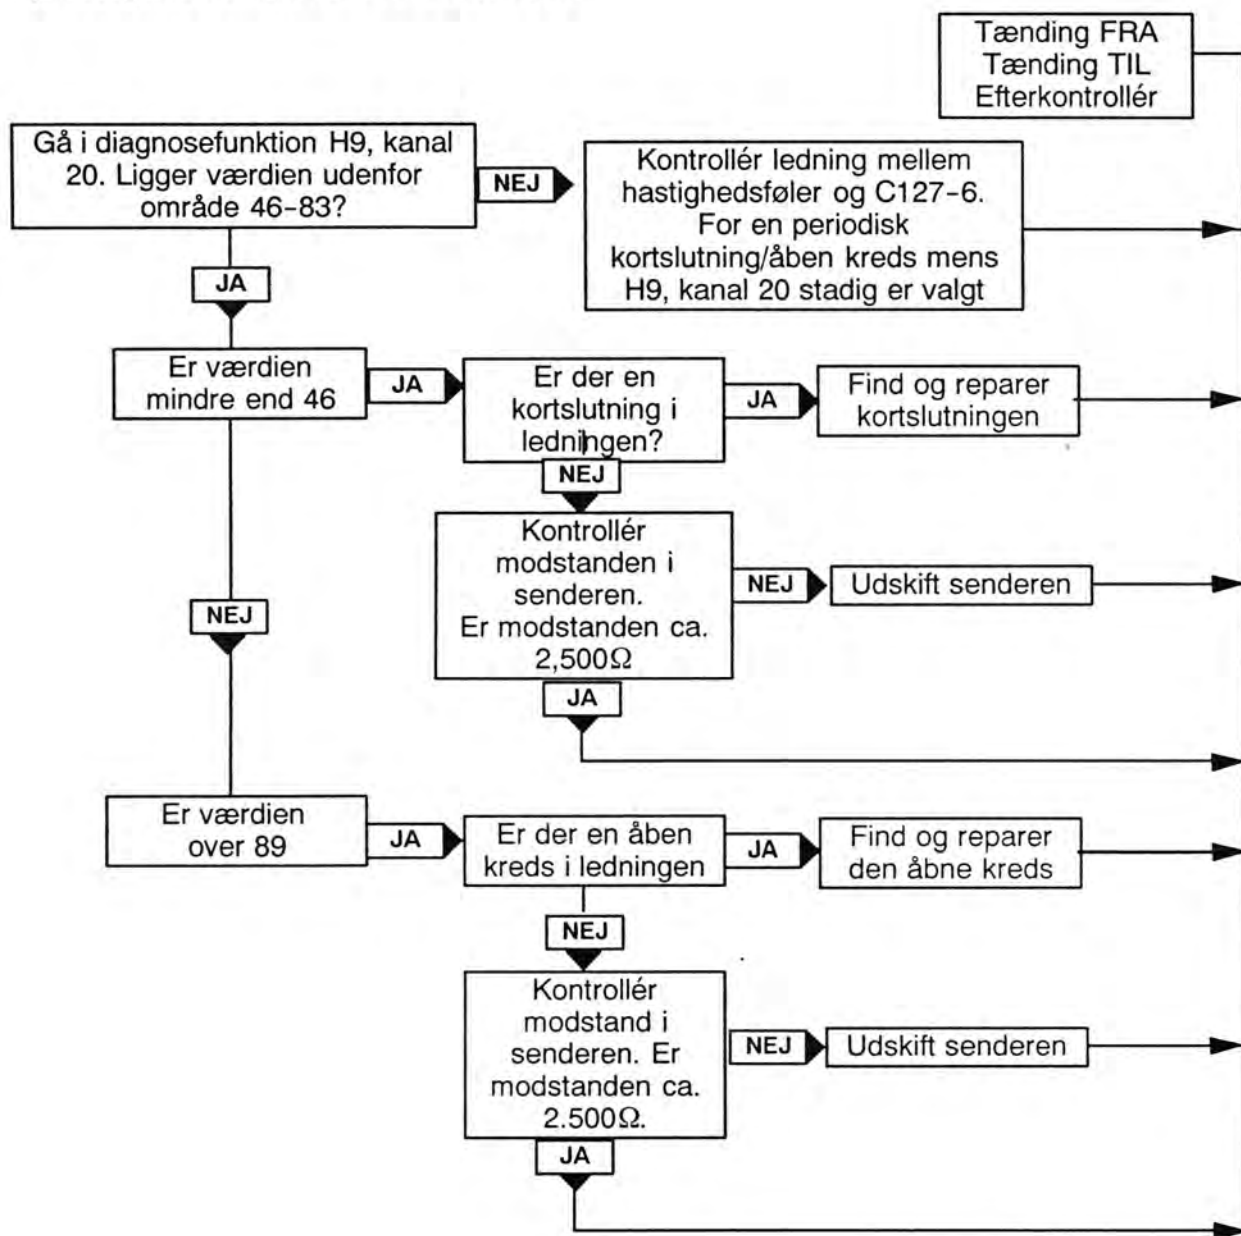 Tænding FRA
Tænding TIL
Efterkontrollér
Gå i diagnosefunktion H9, kanal
20. Ligger værdien udenfor
område 46-83?
NEJ
Kontrollér ledning mellem
hastighedsføler og C127-6.
For en periodisk
kortslutning/åben kreds mens
H9, kanal 20 stadig er valgt
JA
Er værdien
mindre end 46
JA
Er der en
kortslutning i
ledningen?
JA
Find og reparer
kortslutningen
NEJ
Kontrollér
modstanden i
senderen.
Er modstanden ca.
2,500Ω
NEJ
Udskift senderen
JA
NEJ
Er værdien
over 89
JA
Er der en åben
kreds i ledningen
JA
Find og reparer
den åbne kreds
NEJ
Kontrollér
modstand i
senderen. Er
modstanden ca.
2.500Ω.
NEJ
Udskift senderen
JA